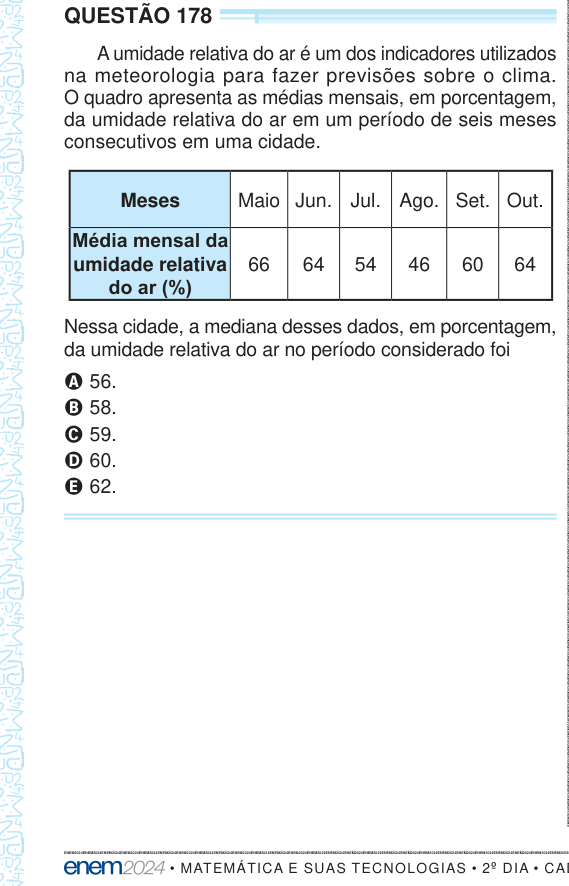 QUESTÃO 178
A umidade relativa do ar é um dos indicadores utilizados
na meteorologia para fazer previsões sobre o clima.
O quadro apresenta as médias mensais, em porcentagem,
da umidade relativa do ar em um período de seis meses
consecutivos em uma cidade.
Meses Maio Jun. Jul. Ago. Set. Out.
Média mensal da
umidade relativa 66 64 54 46 60 64
do ar (%)
Nessa cidade, a mediana desses dados, em porcentagem,
da umidade relativa do ar no período considerado foi
A 56.
B 58.
C 59.
D 60.
E 62.
enem2024 • MATEMÁTICA E SUAS TECNOLOGIAS • 2º DIA •